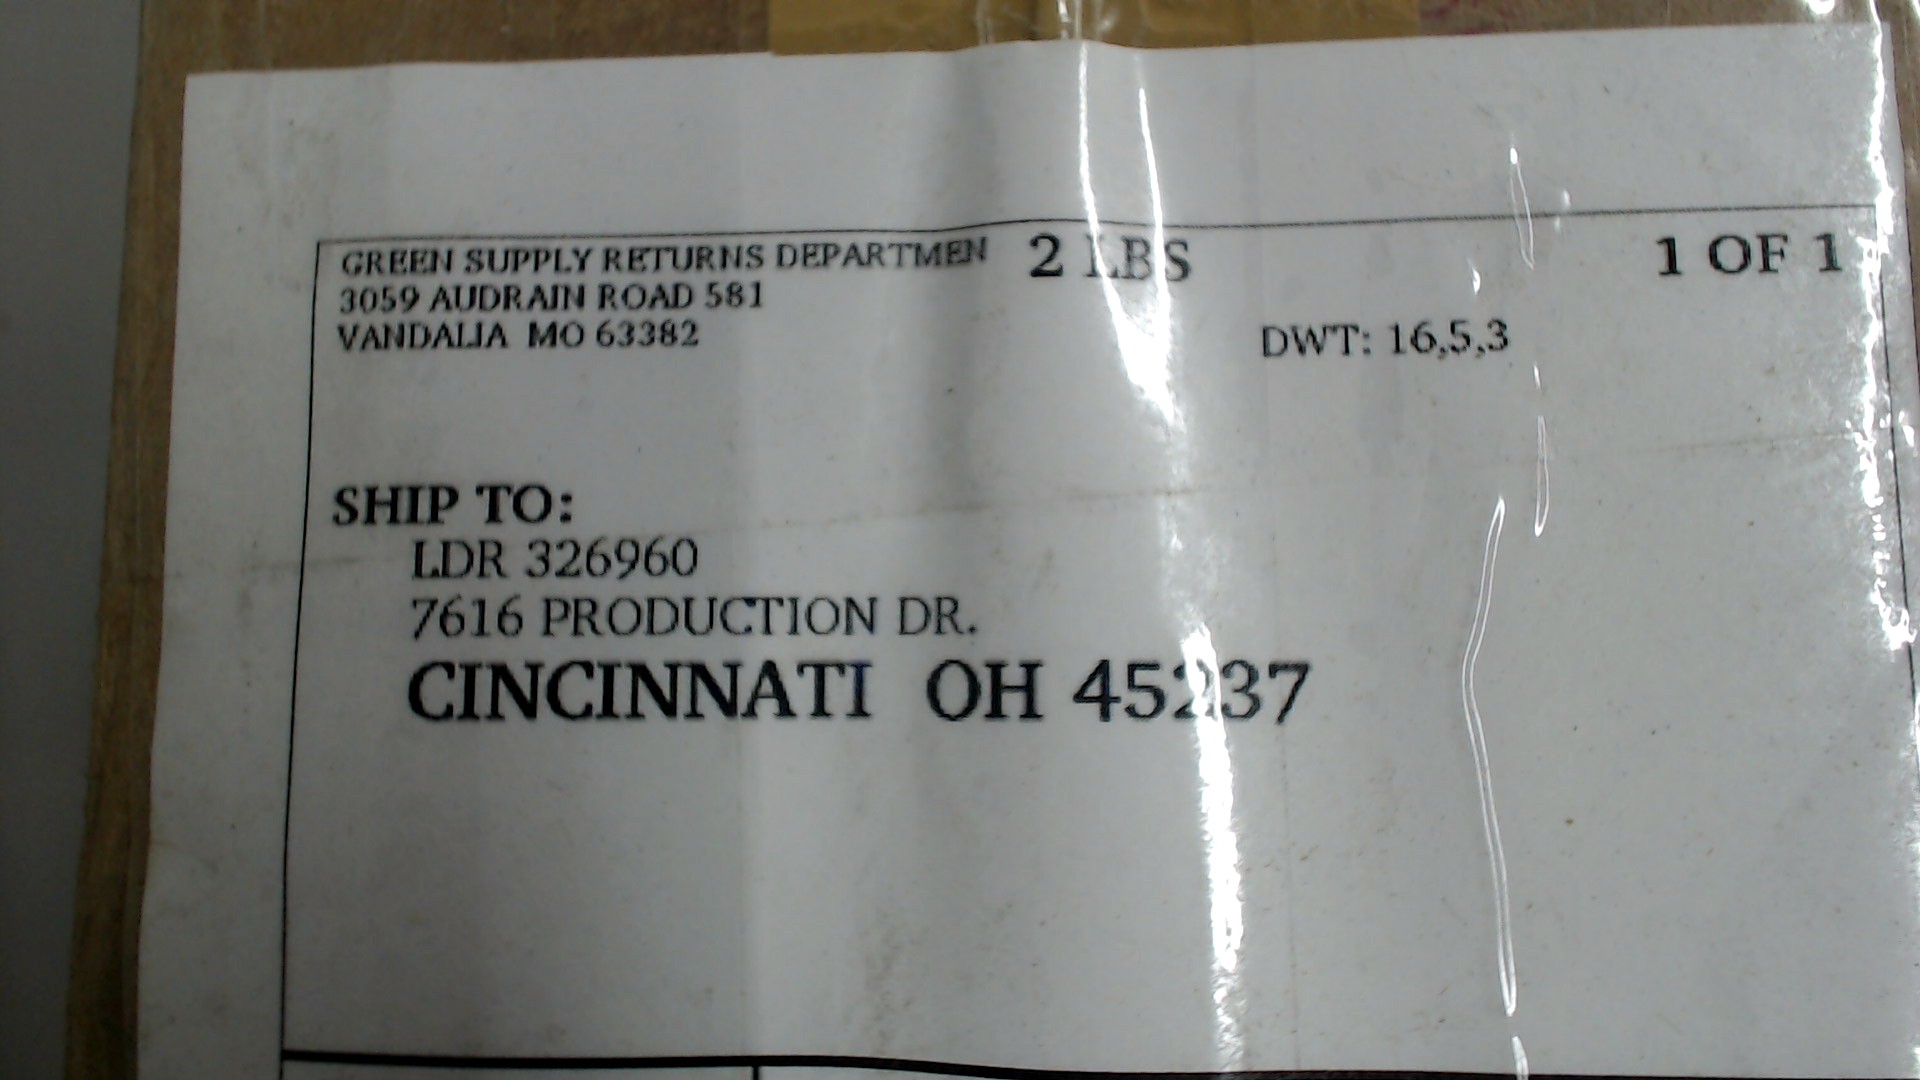 GREEN SUPPLY RETURNS DEPARTMEN 2 LBS 1 OF 1
3059 AUDRAIN ROAD 581
VANDALIA MO 63382
DWT: 16,5,3
SHIP TO:
LDR 326960
7616 PRODUCTION DR.
CINCINNATI OH 45237